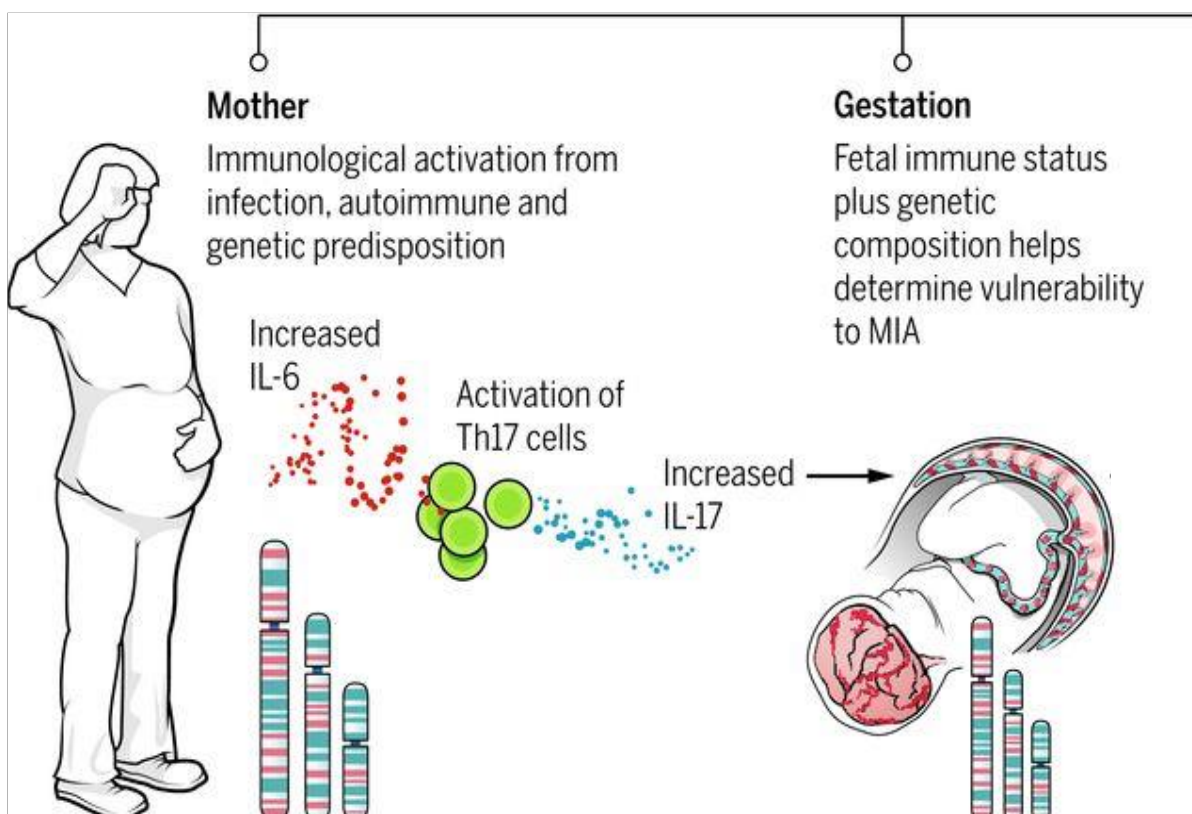 Mother
Immunological activation from
infection, autoimmune and
genetic predisposition
Increased
IL-6
Activation of
Th17 cells
Increased
IL-17
Gestation
Fetal immune status
plus genetic
composition helps
determine vulnerability
to MIA